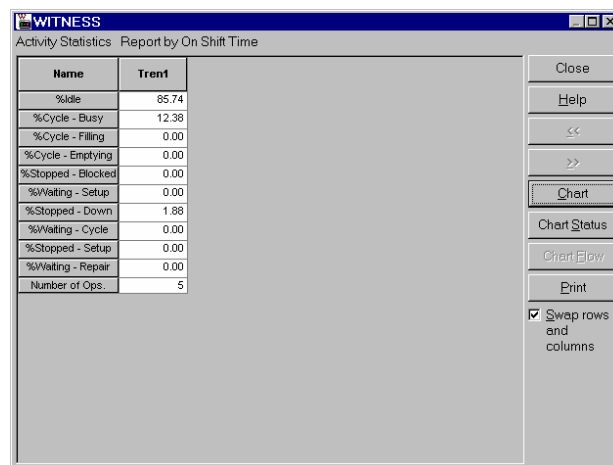 WITNESS
Activity Statistics Report by On Shift Time
Name Tren1
%Idle 85.74
%Cycle - Busy 12.38
%Cycle - Filling 0.00
%Cycle - Emptying 0.00
%Stopped - Blocked 0.00
%Waiting - Setup 0.00
%Stopped - Down 1.88
%Waiting - Cycle 0.00
%Stopped - Setup 0.00
%Waiting - Repair 0.00
Number of Ops. 5
Close
Help
<<
>>
Chart
Chart Status
Chart Flow
Print
Swap rows
and
columns